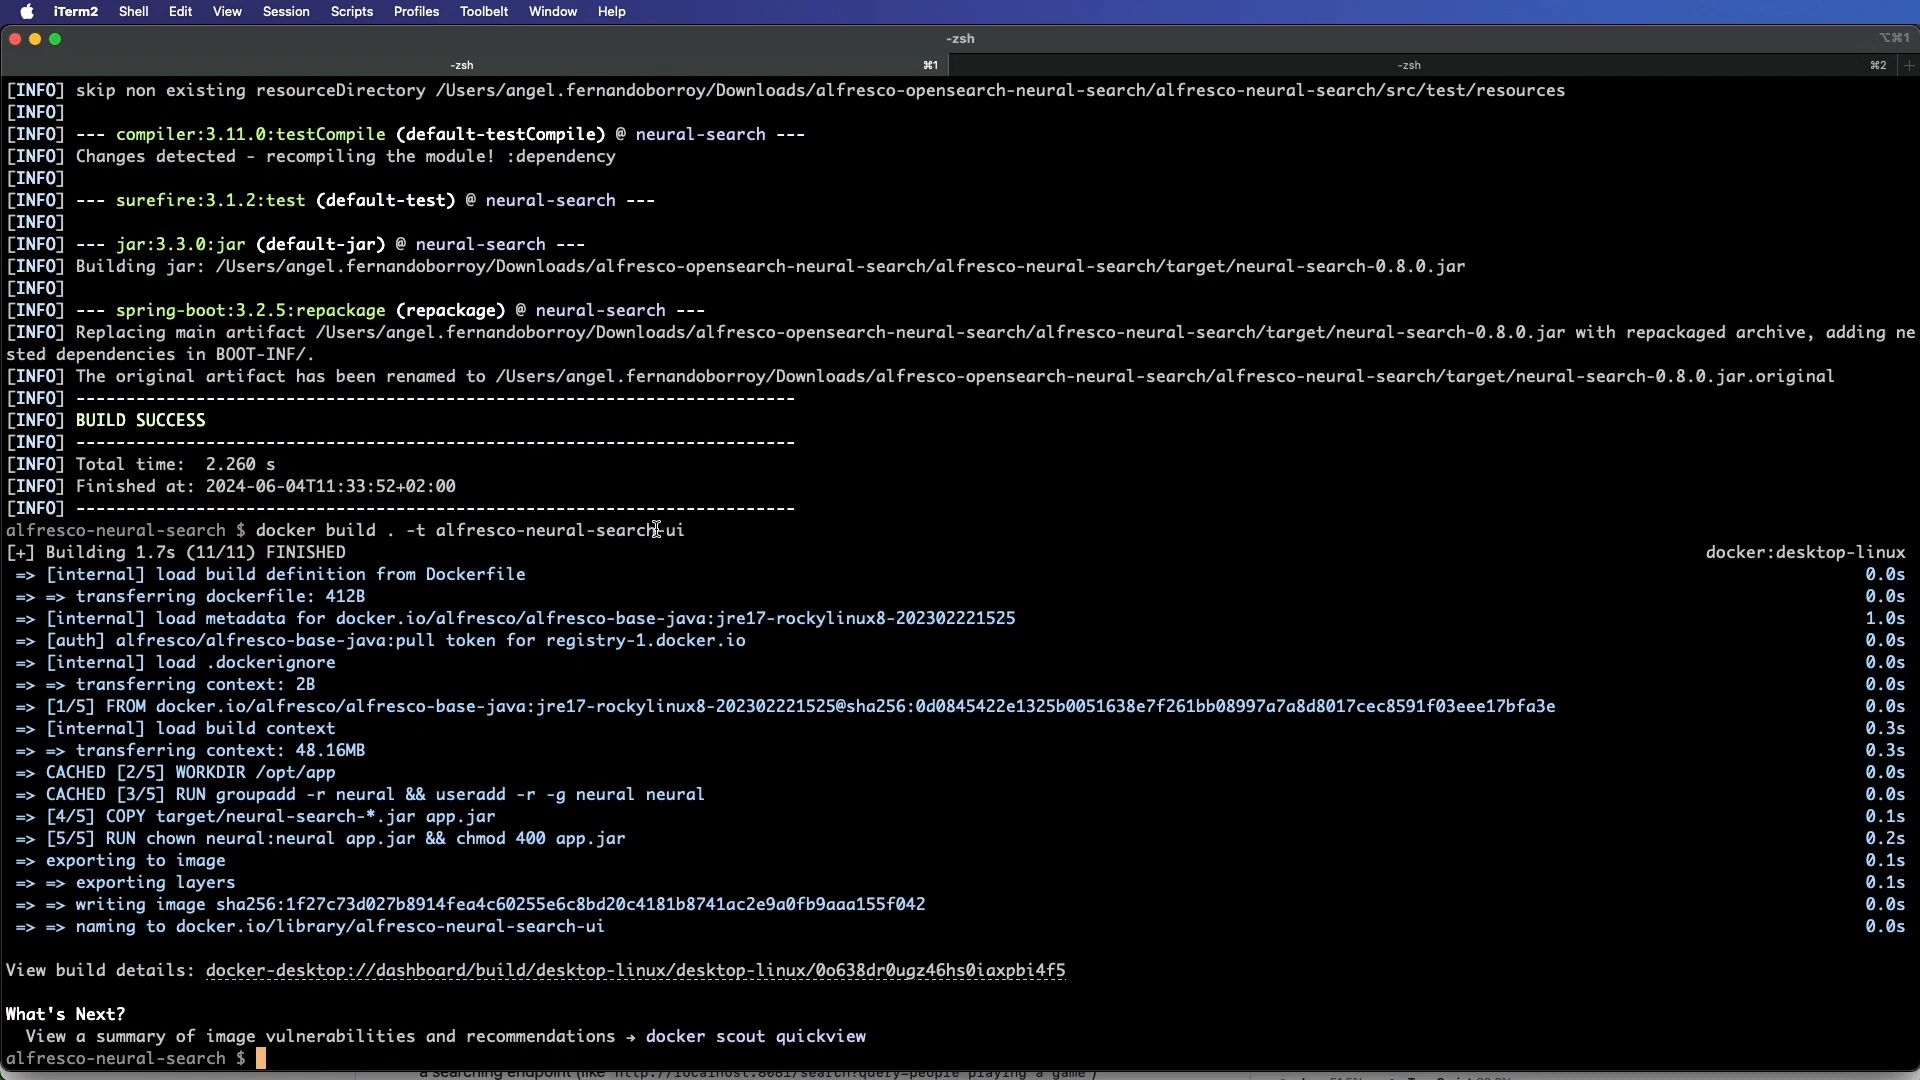 iTerm2 Shell Edit View Session Scripts Profiles Toolbelt Window Help
-zsh ⌥⌘1
-zsh ⌘1 -zsh ⌘2 +
[INFO] skip non existing resourceDirectory /Users/angel.fernandoborroy/Downloads/alfresco-opensearch-neural-search/alfresco-neural-search/src/test/resources
[INFO]
[INFO] --- compiler:3.11.0:testCompile (default-testCompile) @ neural-search ---
[INFO] Changes detected - recompiling the module! :dependency
[INFO]
[INFO] --- surefire:3.1.2:test (default-test) @ neural-search ---
[INFO]
[INFO] --- jar:3.3.0:jar (default-jar) @ neural-search ---
[INFO] Building jar: /Users/angel.fernandoborroy/Downloads/alfresco-opensearch-neural-search/alfresco-neural-search/target/neural-search-0.8.0.jar
[INFO]
[INFO] --- spring-boot:3.2.5:repackage (repackage) @ neural-search ---
[INFO] Replacing main artifact /Users/angel.fernandoborroy/Downloads/alfresco-opensearch-neural-search/alfresco-neural-search/target/neural-search-0.8.0.jar with repackaged archive, adding ne
sted dependencies in BOOT-INF/.
[INFO] The original artifact has been renamed to /Users/angel.fernandoborroy/Downloads/alfresco-opensearch-neural-search/alfresco-neural-search/target/neural-search-0.8.0.jar.original
[INFO] ------------------------------------------------------------------------
[INFO] BUILD SUCCESS
[INFO] ------------------------------------------------------------------------
[INFO] Total time:  2.260 s
[INFO] Finished at: 2024-06-04T11:33:52+02:00
[INFO] ------------------------------------------------------------------------
alfresco-neural-search $ docker build . -t alfresco-neural-search-ui
[+] Building 1.7s (11/11) FINISHED docker:desktop-linux
=> [internal] load build definition from Dockerfile 0.0s
=> => transferring dockerfile: 412B 0.0s
=> [internal] load metadata for docker.io/alfresco/alfresco-base-java:jre17-rockylinux8-202302221525 1.0s
=> [auth] alfresco/alfresco-base-java:pull token for registry-1.docker.io 0.0s
=> [internal] load .dockerignore 0.0s
=> => transferring context: 2B 0.0s
=> [1/5] FROM docker.io/alfresco/alfresco-base-java:jre17-rockylinux8-202302221525@sha256:0d0845422e1325b0051638e7f261bb08997a7a8d8017cec8591f03eee17bfa3e 0.0s
=> [internal] load build context 0.3s
=> => transferring context: 48.16MB 0.3s
=> CACHED [2/5] WORKDIR /opt/app 0.0s
=> CACHED [3/5] RUN groupadd -r neural && useradd -r -g neural neural 0.0s
=> [4/5] COPY target/neural-search-*.jar app.jar 0.1s
=> [5/5] RUN chown neural:neural app.jar && chmod 400 app.jar 0.2s
=> exporting to image 0.1s
=> => exporting layers 0.1s
=> => writing image sha256:1f27c73d027b8914fea4c60255e6c8bd20c4181b8741ac2e9a0fb9aaa155f042 0.0s
=> => naming to docker.io/library/alfresco-neural-search-ui 0.0s
View build details: docker-desktop://dashboard/build/desktop-linux/desktop-linux/0o638dr0ugz46hs0iaxpbi4f5
What's Next?
View a summary of image vulnerabilities and recommendations → docker scout quickview
alfresco-neural-search $
a searching endpoint (like http://localhost:8081/search?query=people playing a game )